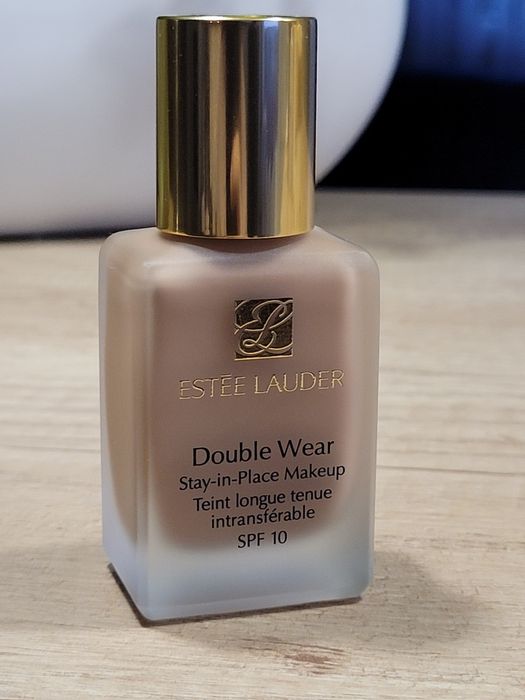 ESTĒE LAUDER
Double Wear
Stay-in-Place Makeup
Teint longue tenue
intransférable
SPF 10